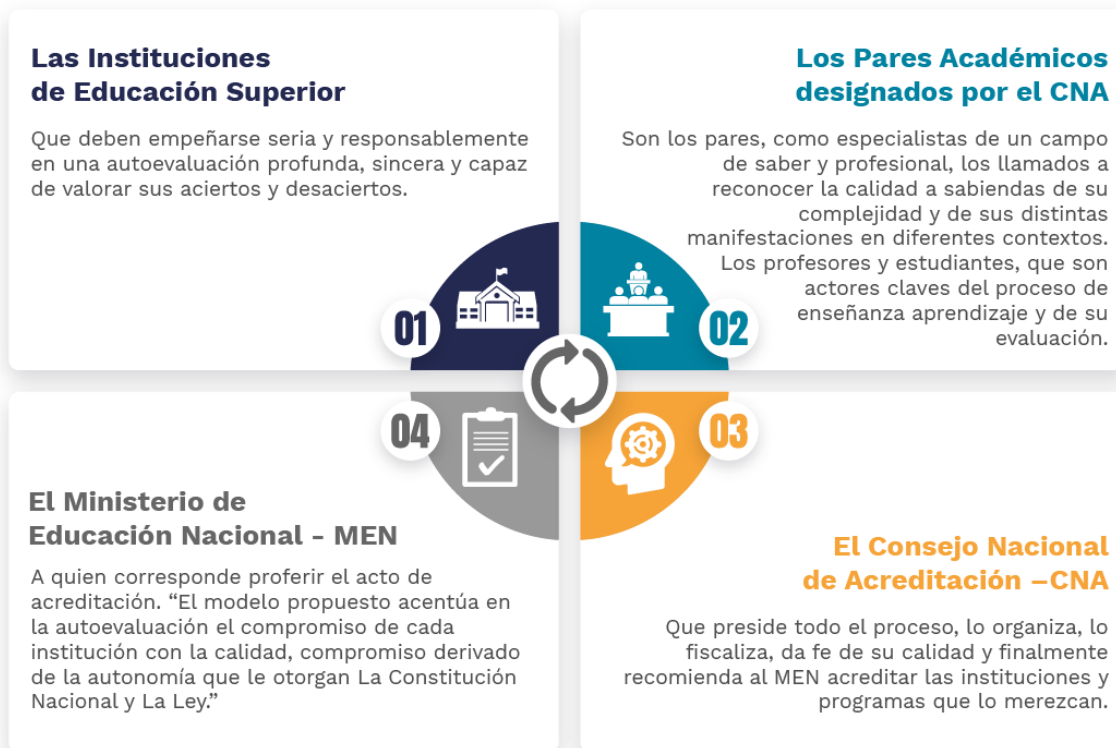 Las Instituciones
de Educación Superior
Que deben empeñarse seria y responsablemente
en una autoevaluación profunda, sincera y capaz
de valorar sus aciertos y desaciertos.
01
Los Pares Académicos
designados por el CNA
Son los pares, como especialistas de un campo
de saber y profesional, los llamados a
reconocer la calidad a sabiendas de su
complejidad y de sus distintas
manifestaciones en diferentes contextos.
Los profesores y estudiantes, que son
actores claves del proceso de
enseñanza aprendizaje y de su
evaluación.
02
03
El Consejo Nacional
de Acreditación –CNA
Que preside todo el proceso, lo organiza, lo
fiscaliza, da fe de su calidad y finalmente
recomienda al MEN acreditar las instituciones y
programas que lo merezcan.
04
El Ministerio de
Educación Nacional - MEN
A quien corresponde proferir el acto de
acreditación. “El modelo propuesto acentúa en
la autoevaluación el compromiso de cada
institución con la calidad, compromiso derivado
de la autonomía que le otorgan La Constitución
Nacional y La Ley.”